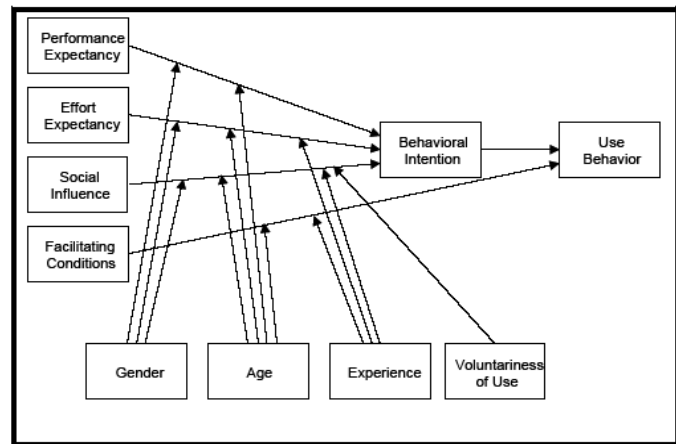 Performance
Expectancy
Effort
Expectancy
Social
Influence
Facilitating
Conditions
Behavioral
Intention
Use
Behavior
Gender
Age
Experience
Voluntariness
of Use